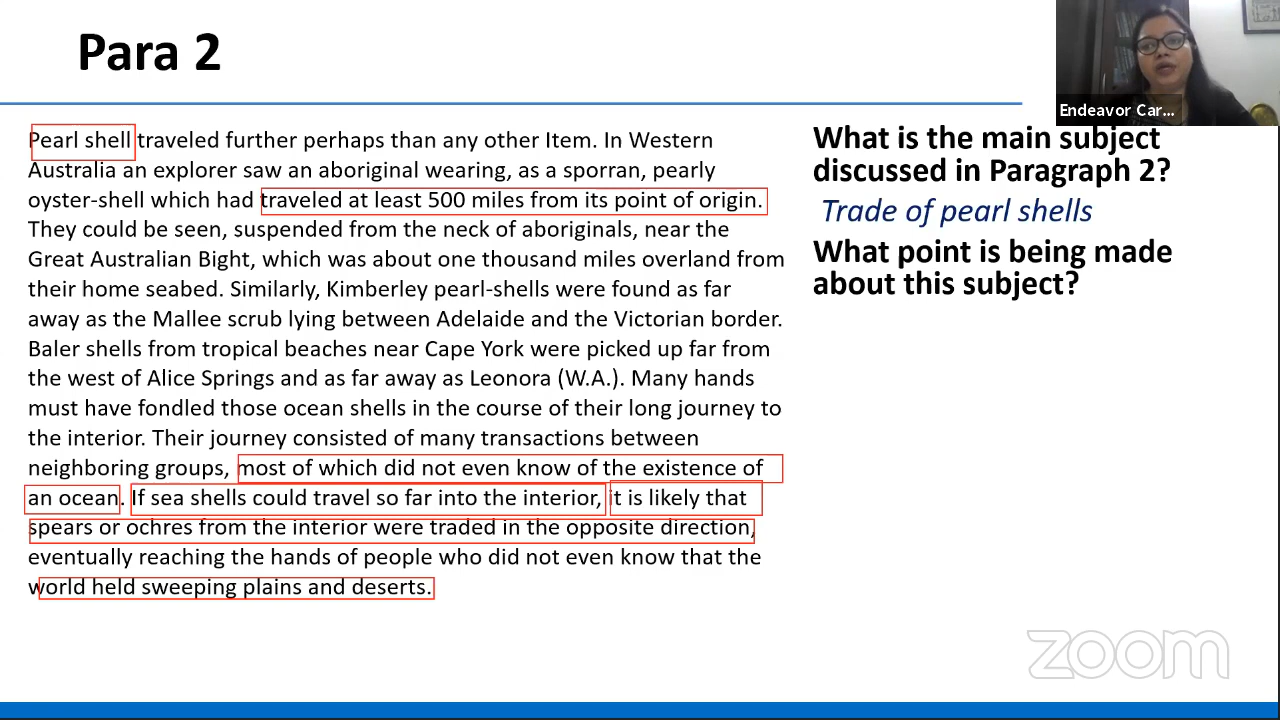 Para 2
Endeavor Car...
Pearl shell traveled further perhaps than any other Item. In Western
Australia an explorer saw an aboriginal wearing, as a sporran, pearly
oyster-shell which had traveled at least 500 miles from its point of origin.
They could be seen, suspended from the neck of aboriginals, near the
Great Australian Bight, which was about one thousand miles overland from
their home seabed. Similarly, Kimberley pearl-shells were found as far
away as the Mallee scrub lying between Adelaide and the Victorian border.
Baler shells from tropical beaches near Cape York were picked up far from
the west of Alice Springs and as far away as Leonora (W.A.). Many hands
must have fondled those ocean shells in the course of their long journey to
the interior. Their journey consisted of many transactions between
neighboring groups, most of which did not even know of the existence of
an ocean. If sea shells could travel so far into the interior, it is likely that
spears or ochres from the interior were traded in the opposite direction,
eventually reaching the hands of people who did not even know that the
world held sweeping plains and deserts.
What is the main subject
discussed in Paragraph 2?
Trade of pearl shells
What point is being made
about this subject?
zoom